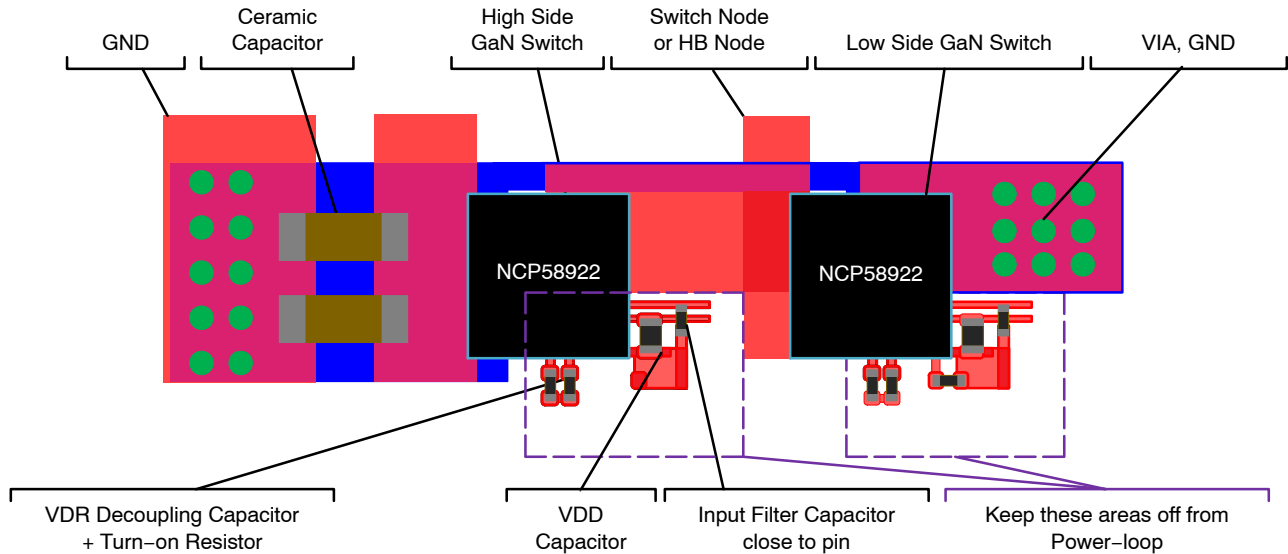 GND
Ceramic
Capacitor
High Side
GaN Switch
Switch Node
or HB Node
Low Side GaN Switch
VIA, GND
NCP58922
NCP58922
VDR Decoupling Capacitor
+ Turn−on Resistor
VDD
Capacitor
Input Filter Capacitor
close to pin
Keep these areas off from
Power−loop